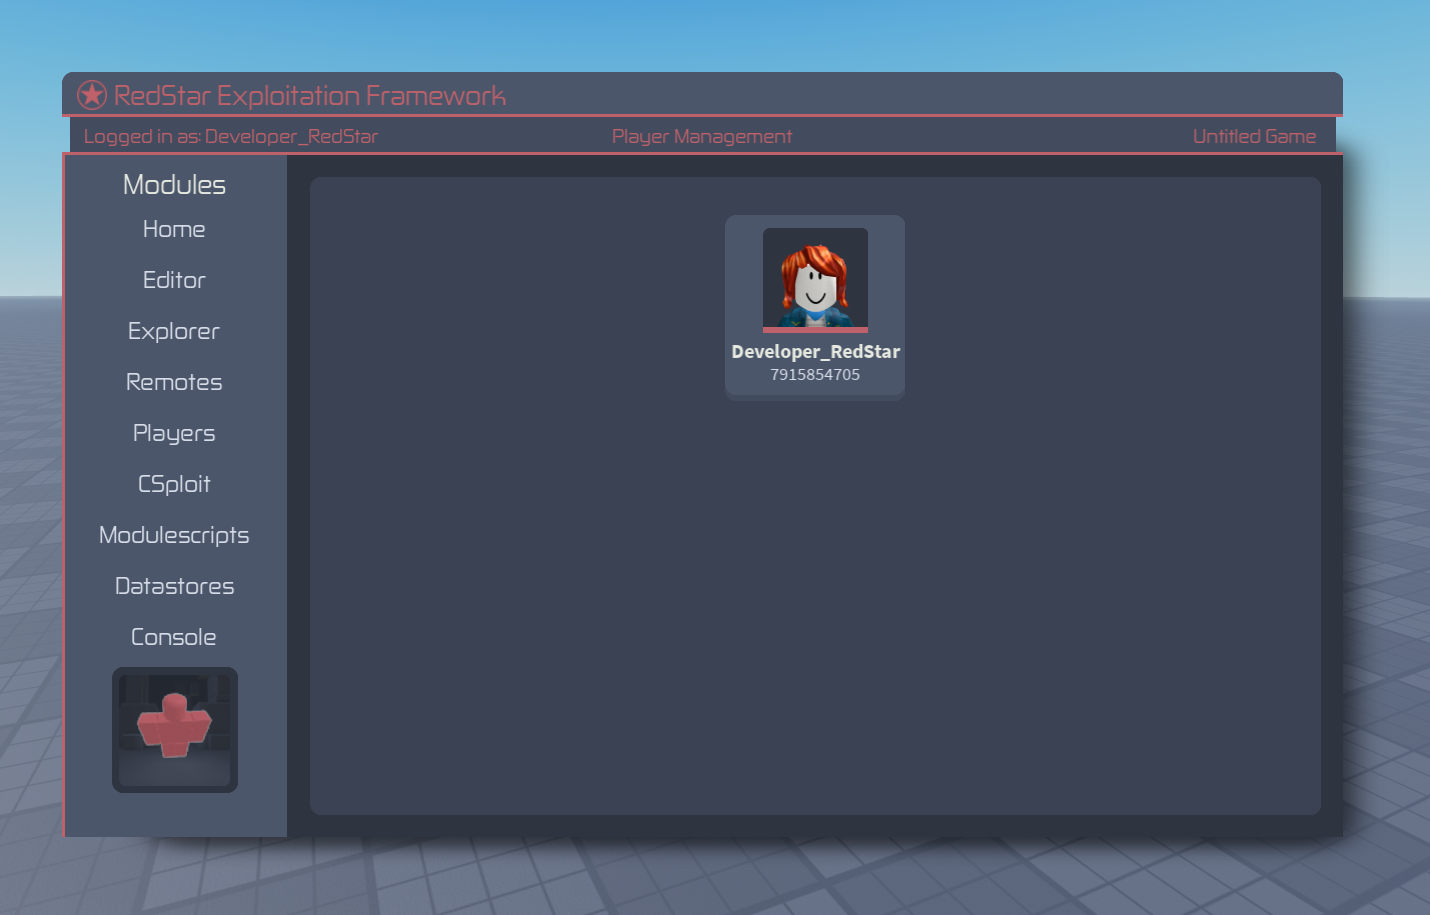 RedStar Exploitation Framework
Logged in as: Developer_RedStar
Player Management
Untitled Game
Modules
Home
Editor
Explorer
Remotes
Players
CSploit
Modulescripts
Datastores
Console
Developer_RedStar
7915854705